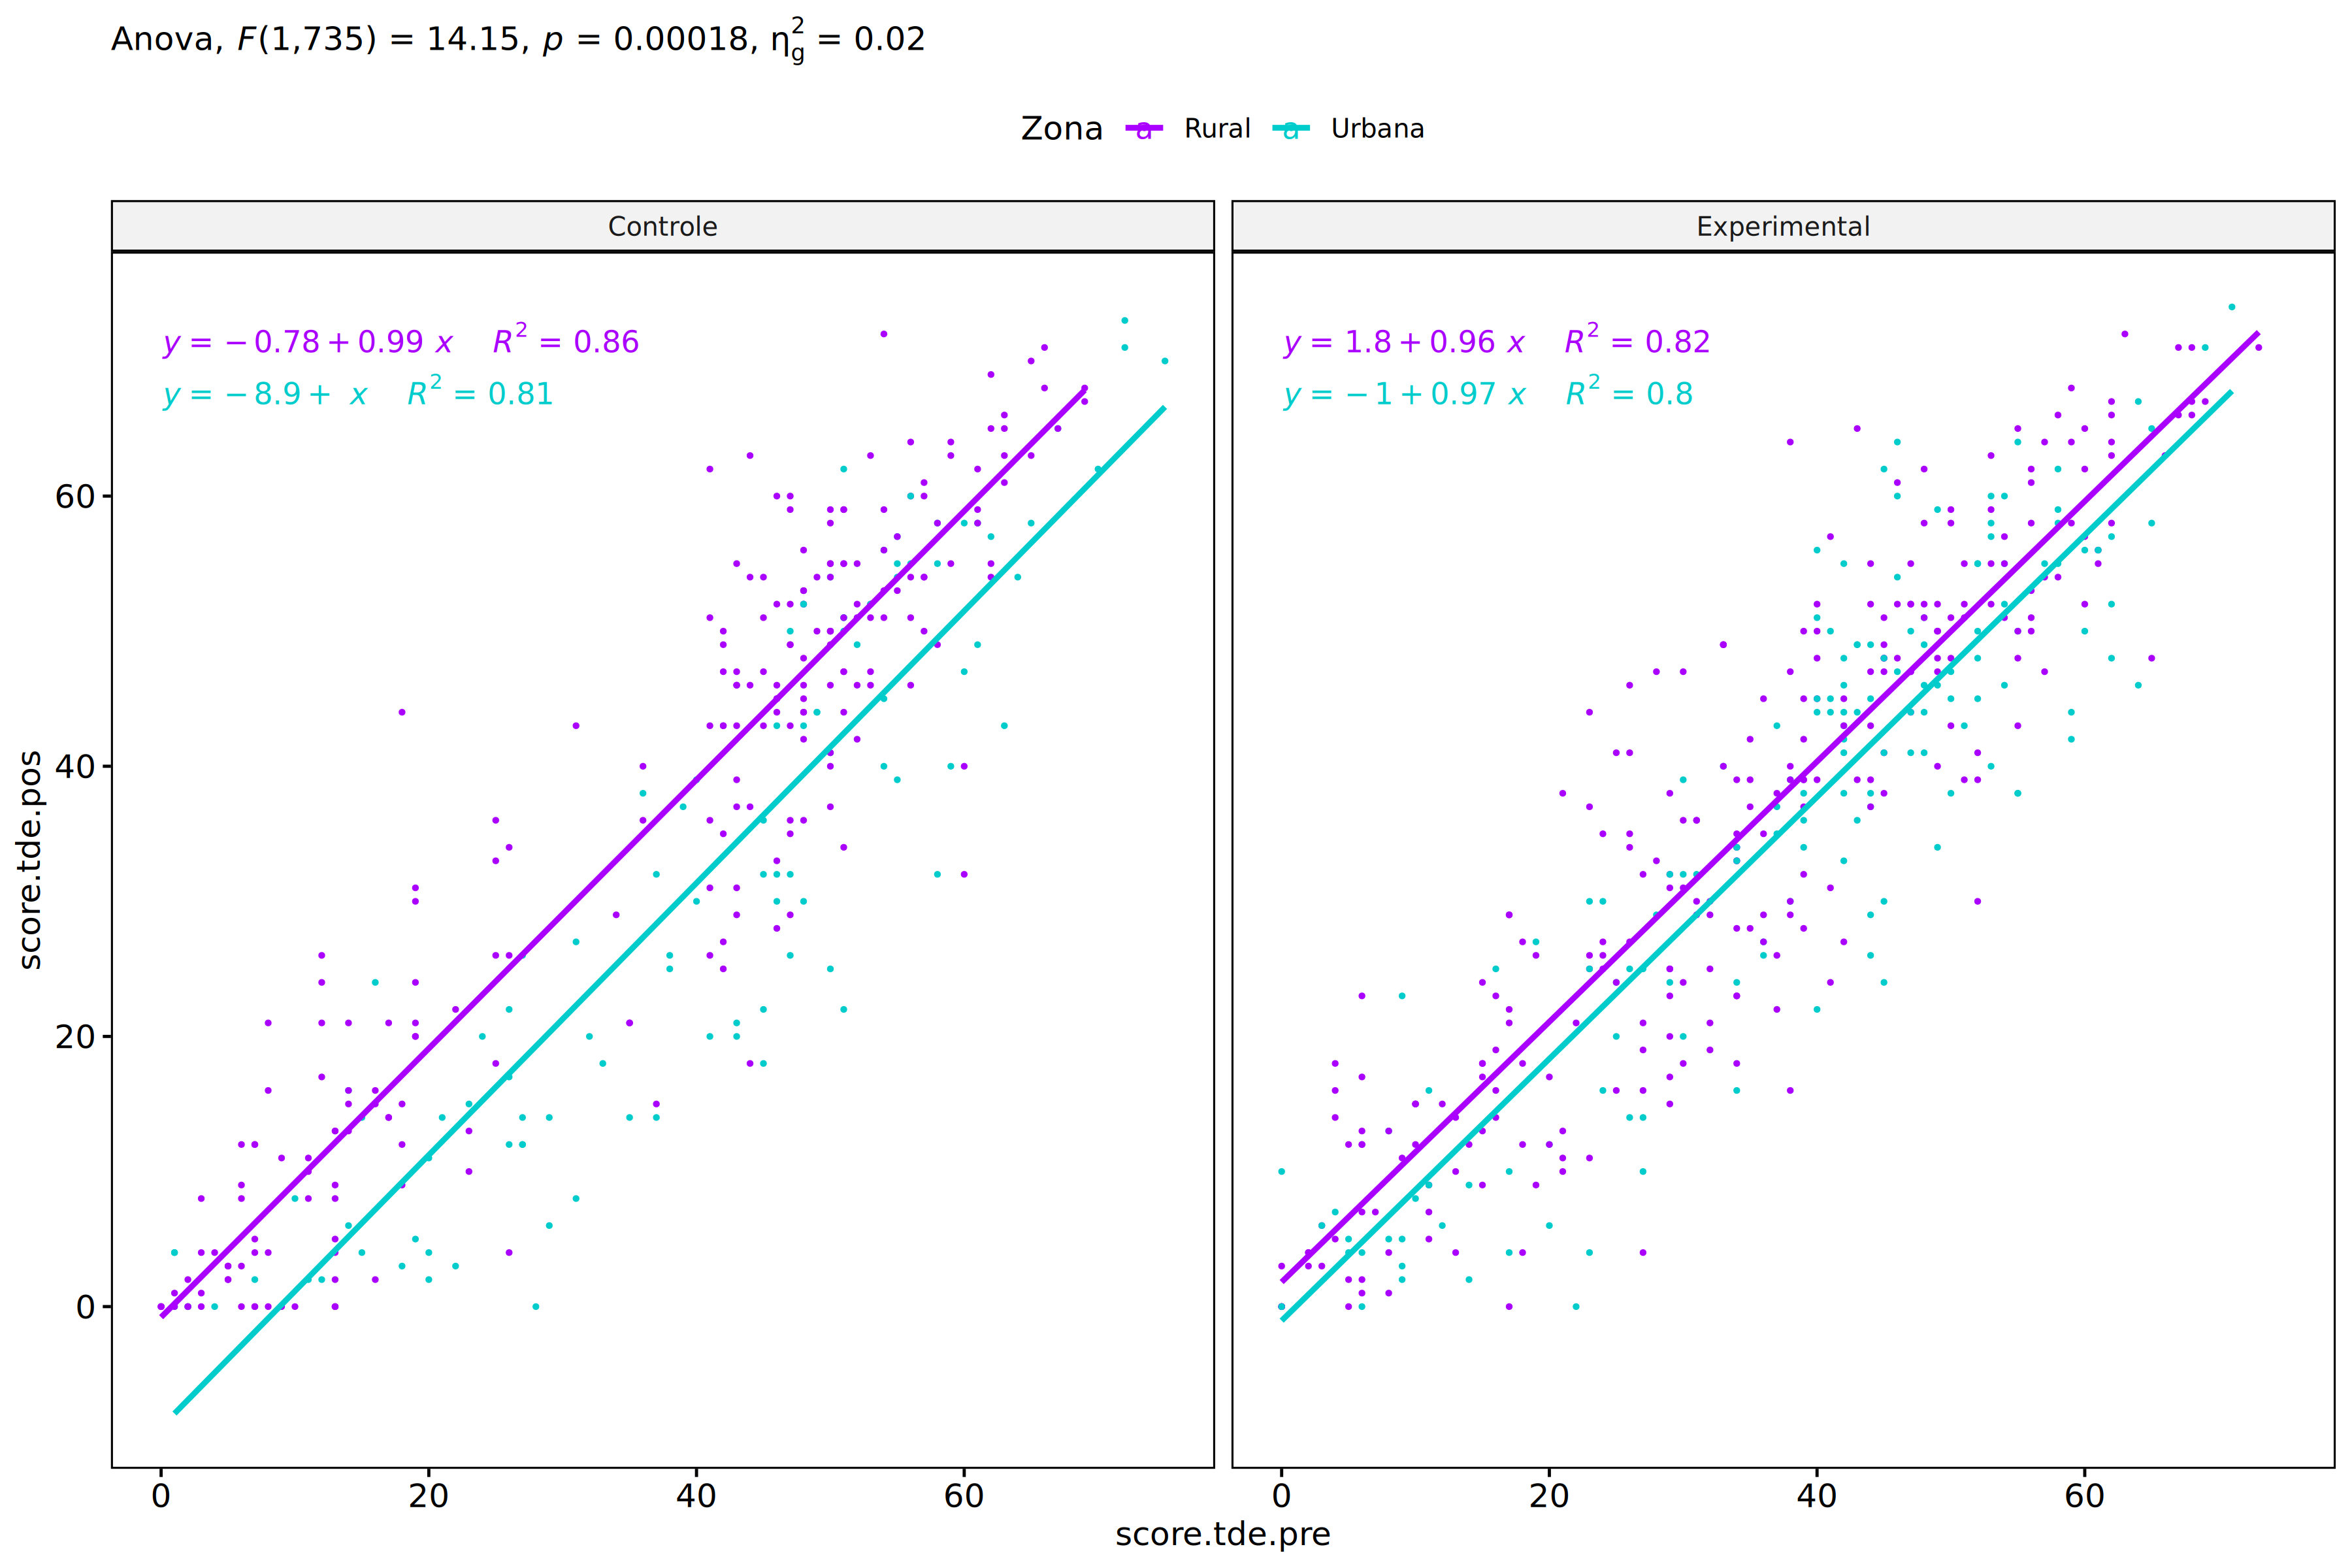 Anova, F(1,735) = 14.15, p = 0.00018, η²g = 0.02
Zona a Rural a Urbana
Controle
Experimental
y = −0.78 + 0.99 x R² = 0.86
y = −8.9 + x R² = 0.81
y = 1.8 + 0.96 x R² = 0.82
y = −1 + 0.97 x R² = 0.8
score.tde.pos
60
40
20
0
0 20 40 60
0 20 40 60
score.tde.pre